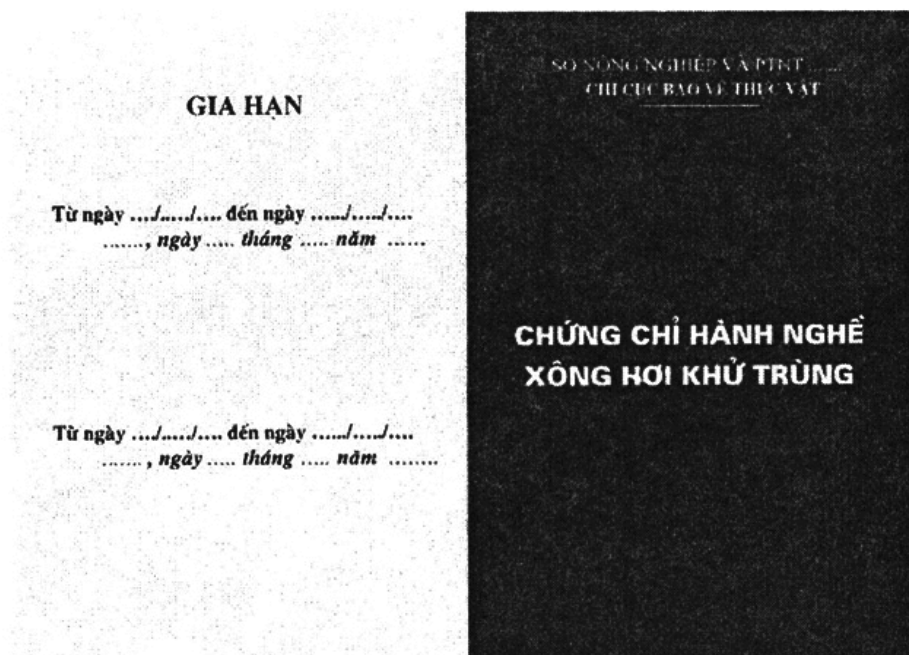 GIA HẠN
Từ ngày ..../...../.... đến ngày ....../...../....
......., ngày ..... tháng ..... năm ......
Từ ngày ..../...../.... đến ngày ....../...../....
......., ngày ..... tháng ..... năm ........
SỞ NÔNG NGHIỆP VÀ PTNT ......
CHI CỤC BẢO VỆ THỰC VẬT
CHỨNG CHỈ HÀNH NGHỀ
XÔNG HƠI KHỬ TRÙNG